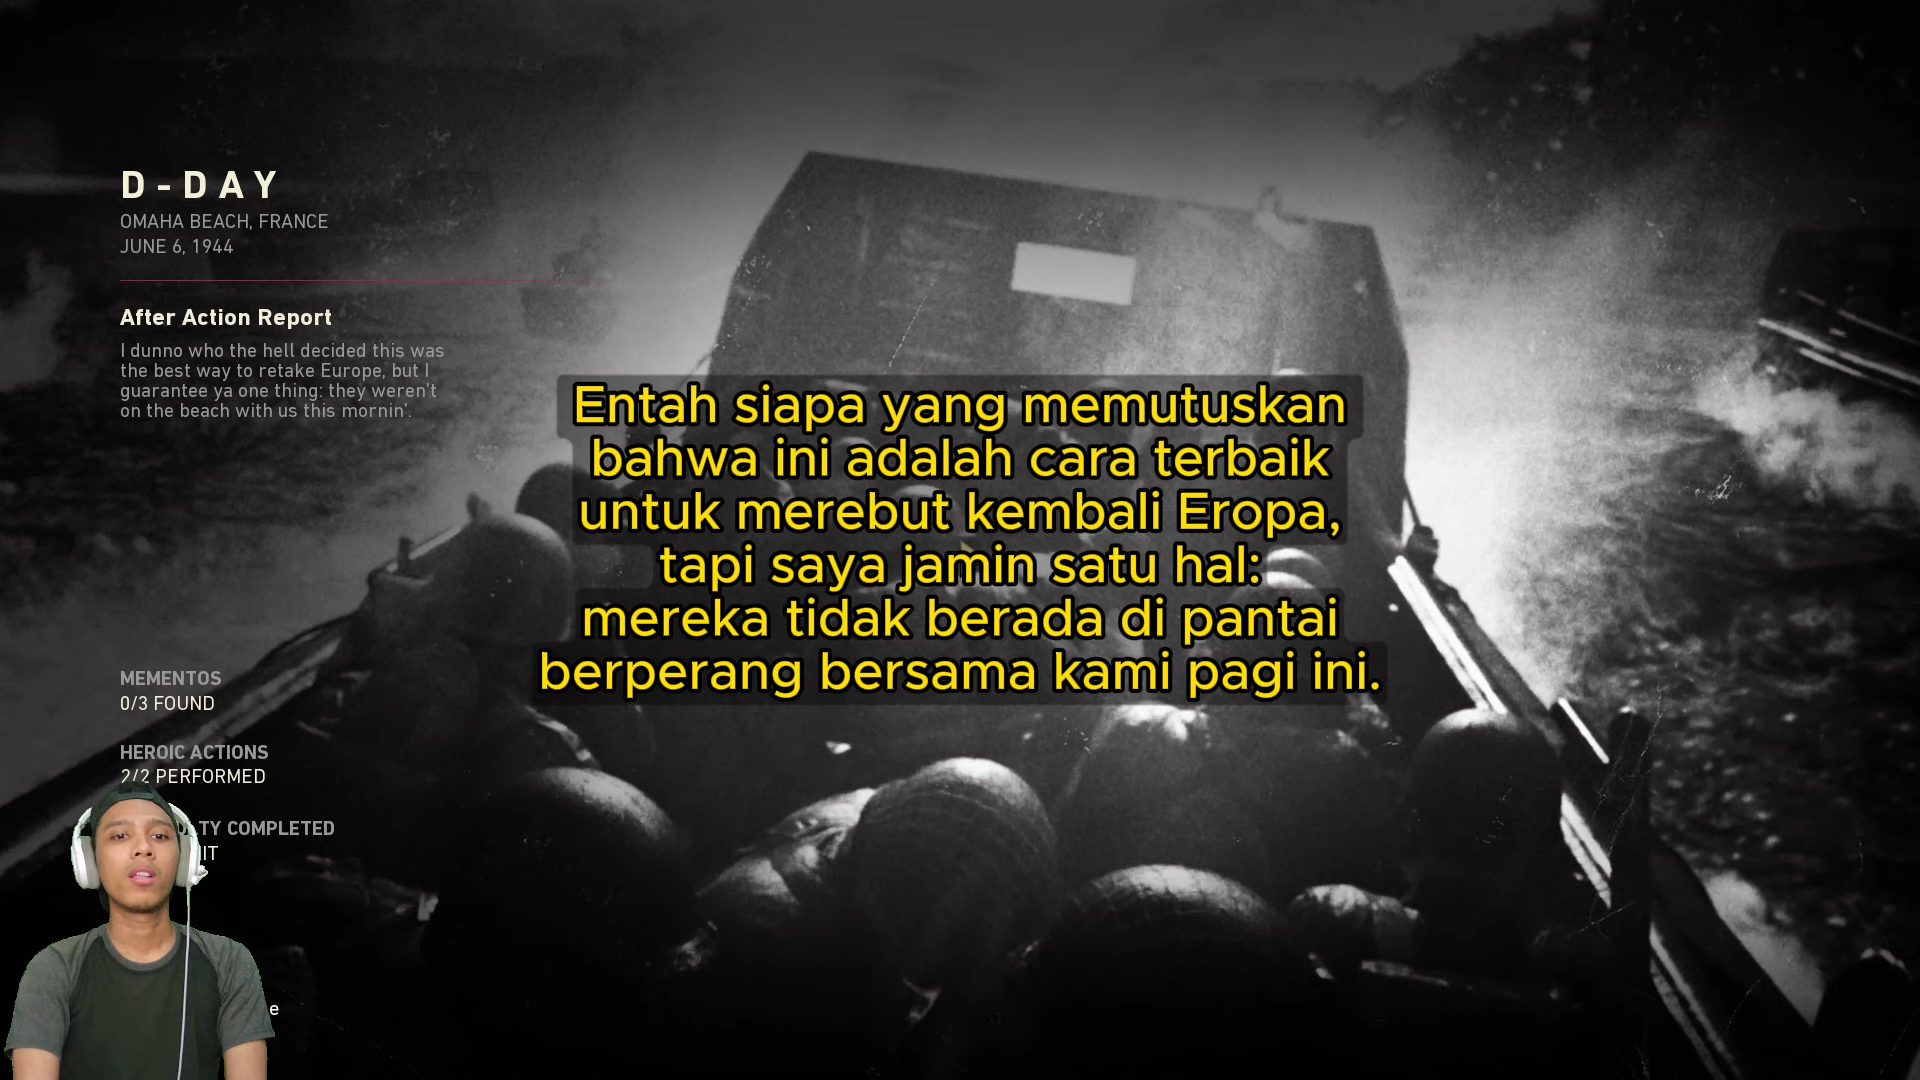 D-DAY
OMAHA BEACH, FRANCE
JUNE 6, 1944
After Action Report
I dunno who the hell decided this was
the best way to retake Europe, but I
guarantee ya one thing: they weren't
on the beach with us this mornin'.
Entah siapa yang memutuskan
bahwa ini adalah cara terbaik
untuk merebut kembali Eropa,
tapi saya jamin satu hal:
mereka tidak berada di pantai
berperang bersama kami pagi ini.
MEMENTOS
0/3 FOUND
HEROIC ACTIONS
2/2 PERFORMED
COMPLETED